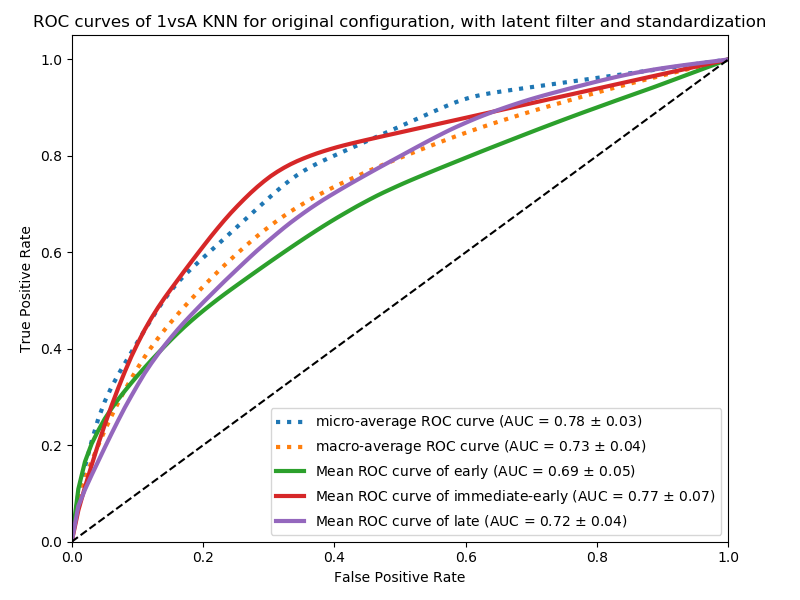 ROC curves of 1vsA KNN for original configuration, with latent filter and standardization
1.0
0.8
0.6
0.4
0.2
0.0
True Positive Rate
micro-average ROC curve (AUC = 0.78 ± 0.03)
macro-average ROC curve (AUC = 0.73 ± 0.04)
Mean ROC curve of early (AUC = 0.69 ± 0.05)
Mean ROC curve of immediate-early (AUC = 0.77 ± 0.07)
Mean ROC curve of late (AUC = 0.72 ± 0.04)
0.0 0.2 0.4 0.6 0.8 1.0
False Positive Rate